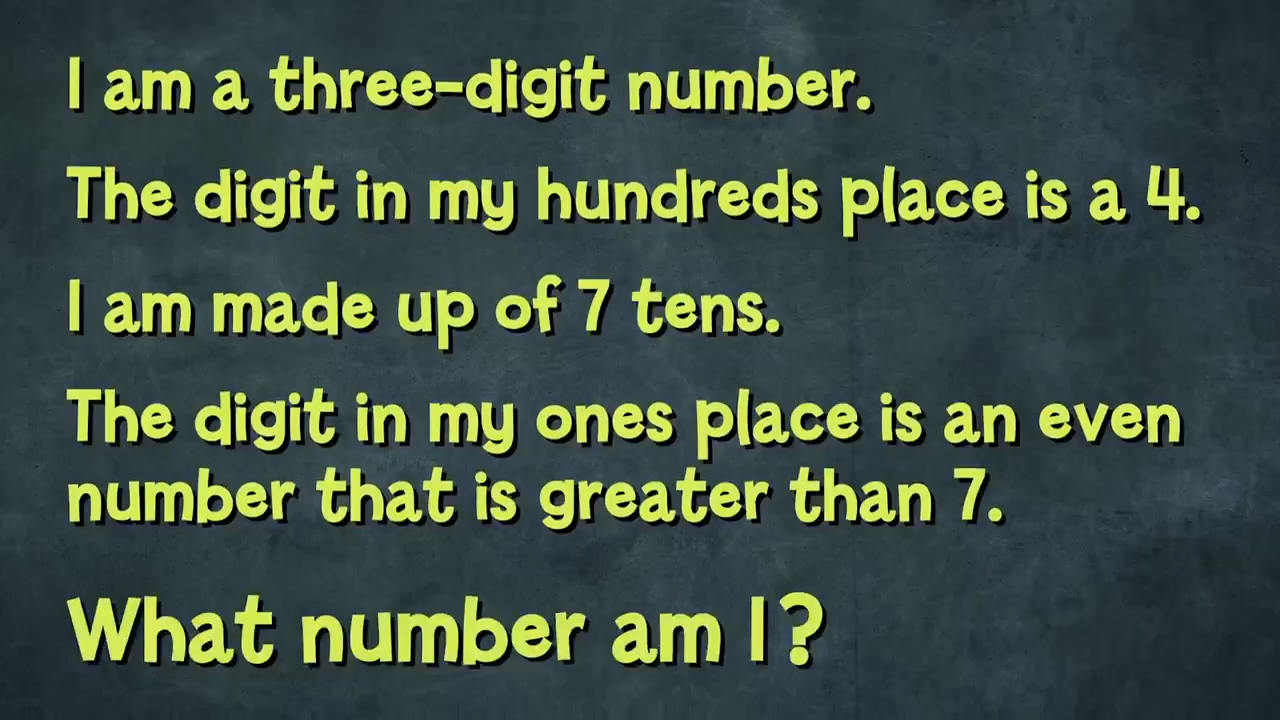 I am a three-digit number.
The digit in my hundreds place is a 4.
I am made up of 7 tens.
The digit in my ones place is an even
number that is greater than 7.
What number am I?